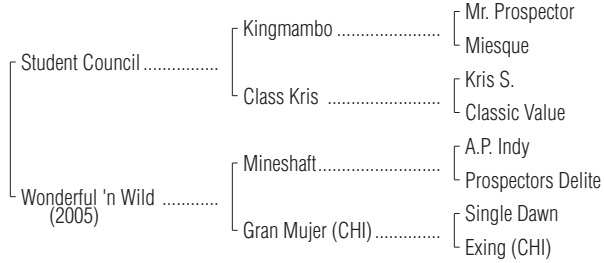 Mr. Prospector
Kingmambo ......................
Miesque
Student Council ................
Kris S.
Class Kris ........................
Classic Value
A.P. Indy
Mineshaft.........................
Prospectors Delite
Wonderful 'n Wild ............
(2005)
Single Dawn
Gran Mujer (CHI)...............
Exing (CHI)